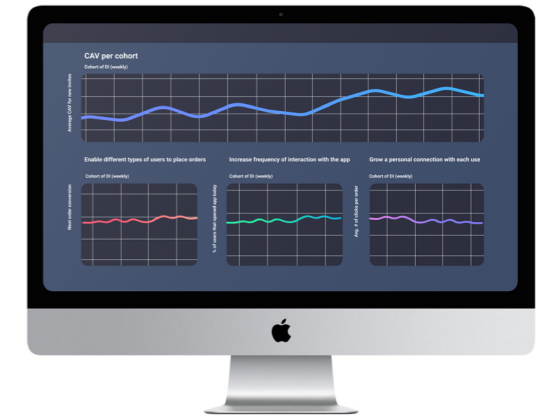 CAV per cohort
Cohort of DI (weekly)
Average CAV for new invites
Enable different types of users to place orders
Cohort of DI (weekly)
Next order conversion
Increase frequency of interaction with the app
Cohort of DI (weekly)
% of users that opened app today
Grow a personal connection with each use
Cohort of DI (weekly)
Avg. # of clicks per order